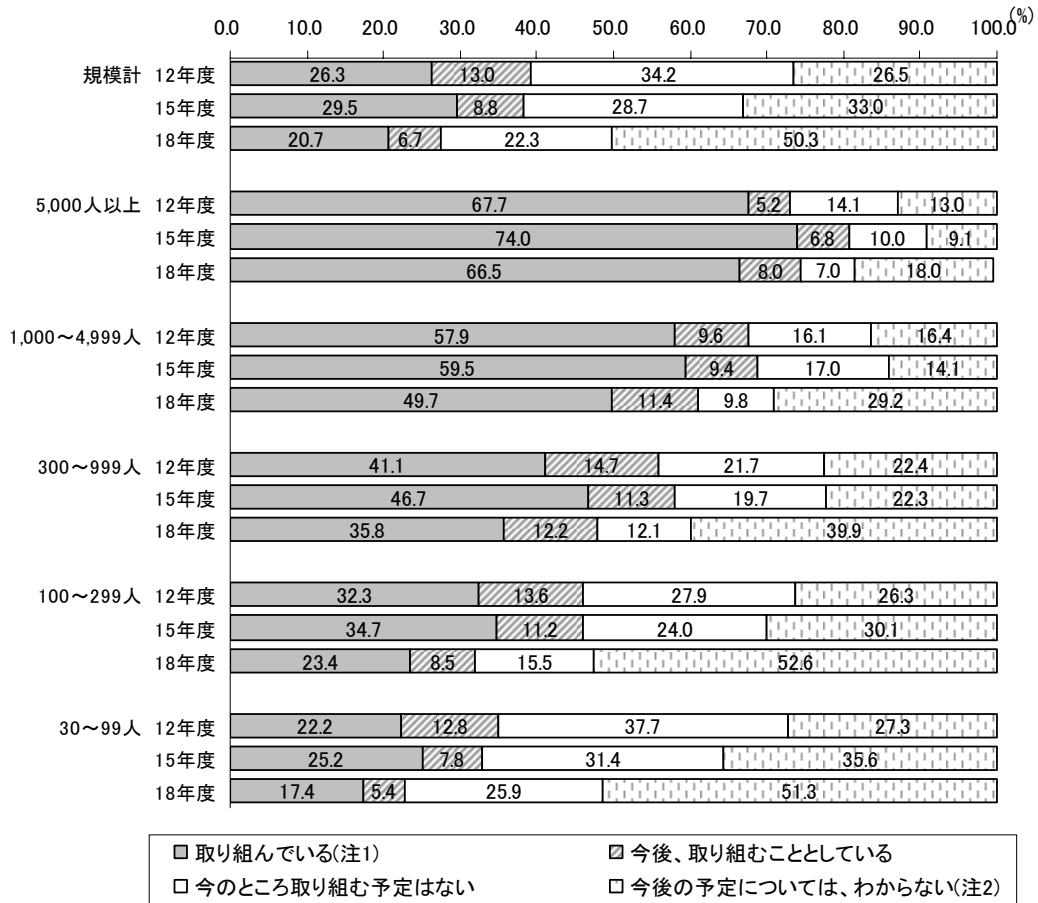 (%)
0.0 10.0 20.0 30.0 40.0 50.0 60.0 70.0 80.0 90.0 100.0
規模計 12年度 26.3 13.0 34.2 26.5
15年度 29.5 8.8 28.7 33.0
18年度 20.7 6.7 22.3 50.3
5,000人以上 12年度 67.7 5.2 14.1 13.0
15年度 74.0 6.8 10.0 9.1
18年度 66.5 8.0 7.0 18.0
1,000～4,999人 12年度 57.9 9.6 16.1 16.4
15年度 59.5 9.4 17.0 14.1
18年度 49.7 11.4 9.8 29.2
300～999人 12年度 41.1 14.7 21.7 22.4
15年度 46.7 11.3 19.7 22.3
18年度 35.8 12.2 12.1 39.9
100～299人 12年度 32.3 13.6 27.9 26.3
15年度 34.7 11.2 24.0 30.1
18年度 23.4 8.5 15.5 52.6
30～99人 12年度 22.2 12.8 37.7 27.3
15年度 25.2 7.8 31.4 35.6
18年度 17.4 5.4 25.9 51.3
取り組んでいる(注1) 今後、取り組むこととしている
今のところ取り組む予定はない 今後の予定については、わからない(注2)